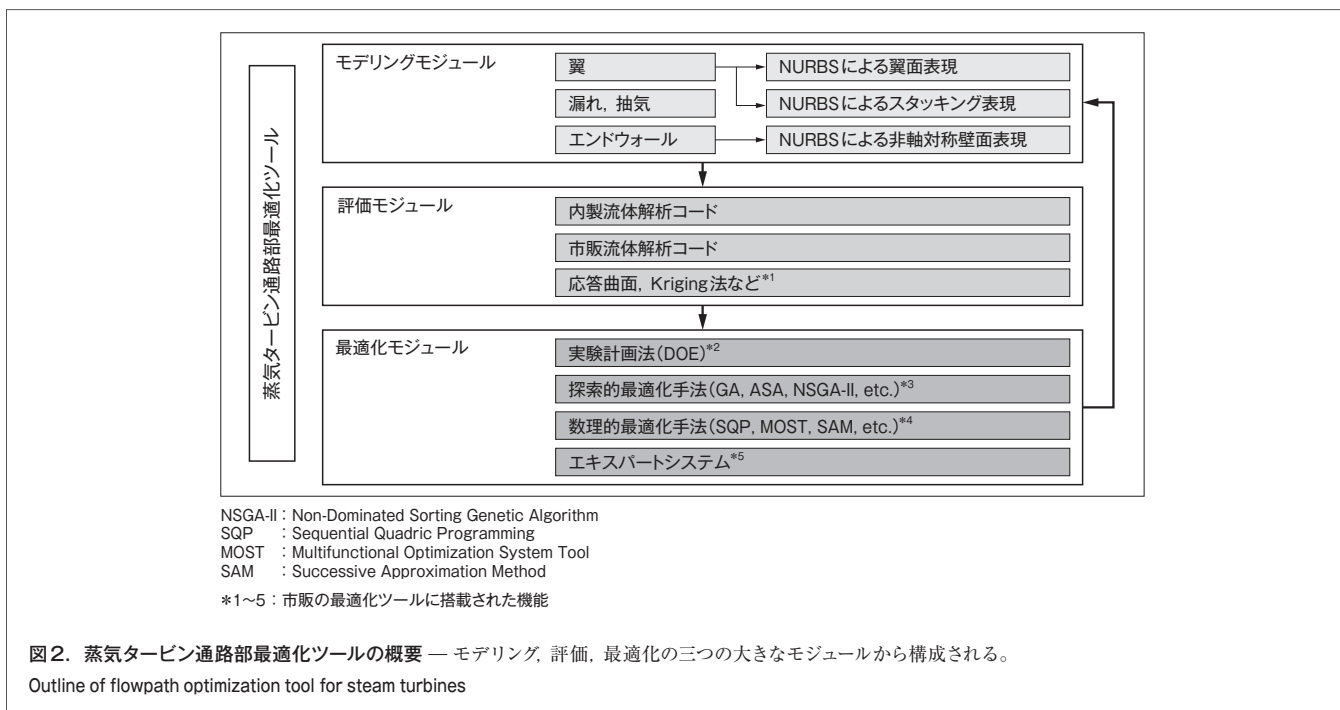 蒸気タービン通路部最適化ツール
モデリングモジュール
翼
NURBSによる翼面表現
漏れ, 抽気
NURBSによるスタッキング表現
エンドウォール
NURBSによる非軸対称壁面表現
評価モジュール
内製流体解析コード
市販流体解析コード
応答曲面, Kriging法など*1
最適化モジュール
実験計画法(DOE)*2
探索的最適化手法(GA, ASA, NSGA-II, etc.)*3
数理的最適化手法(SQP, MOST, SAM, etc.)*4
エキスパートシステム*5
NSGA-II : Non-Dominated Sorting Genetic Algorithm
SQP : Sequential Quadric Programming
MOST : Multifunctional Optimization System Tool
SAM : Successive Approximation Method
*1~5 : 市販の最適化ツールに搭載された機能
図2. 蒸気タービン通路部最適化ツールの概要 — モデリング, 評価, 最適化の三つの大きなモジュールから構成される。
Outline of flowpath optimization tool for steam turbines